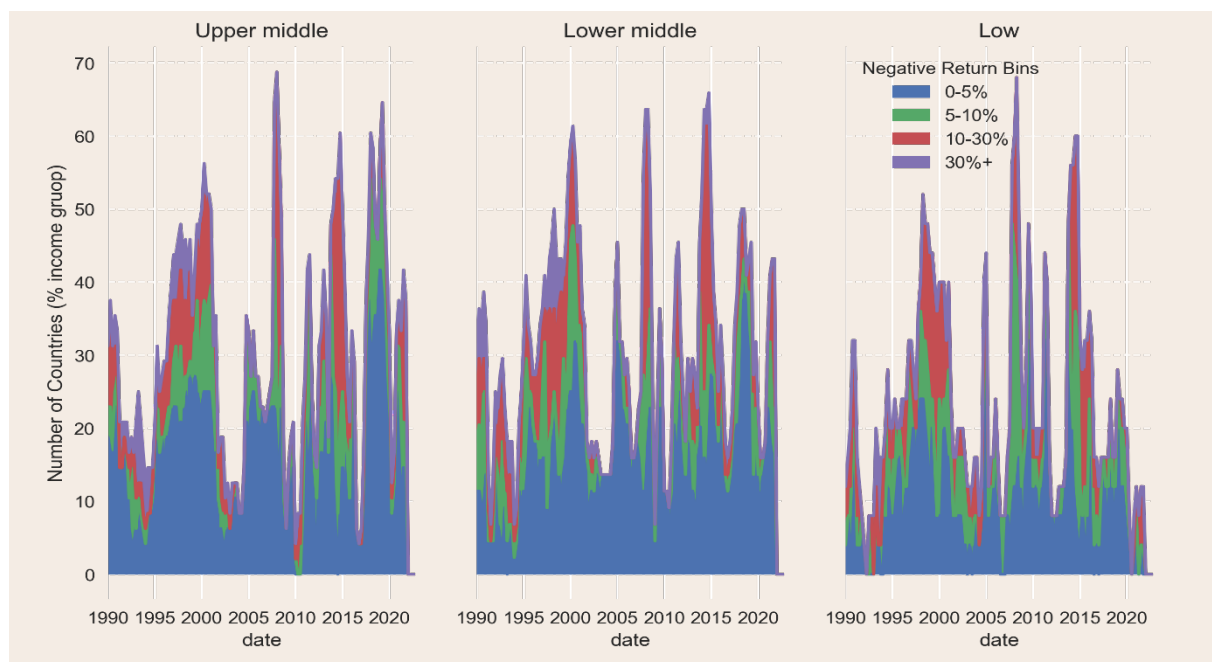 Upper middle
Lower middle
Low
Number of Countries (% income gruop)
70
60
50
40
30
20
10
0
Negative Return Bins
0-5%
5-10%
10-30%
30%+
1990 1995 2000 2005 2010 2015 2020
date
1990 1995 2000 2005 2010 2015 2020
date
1990 1995 2000 2005 2010 2015 2020
date